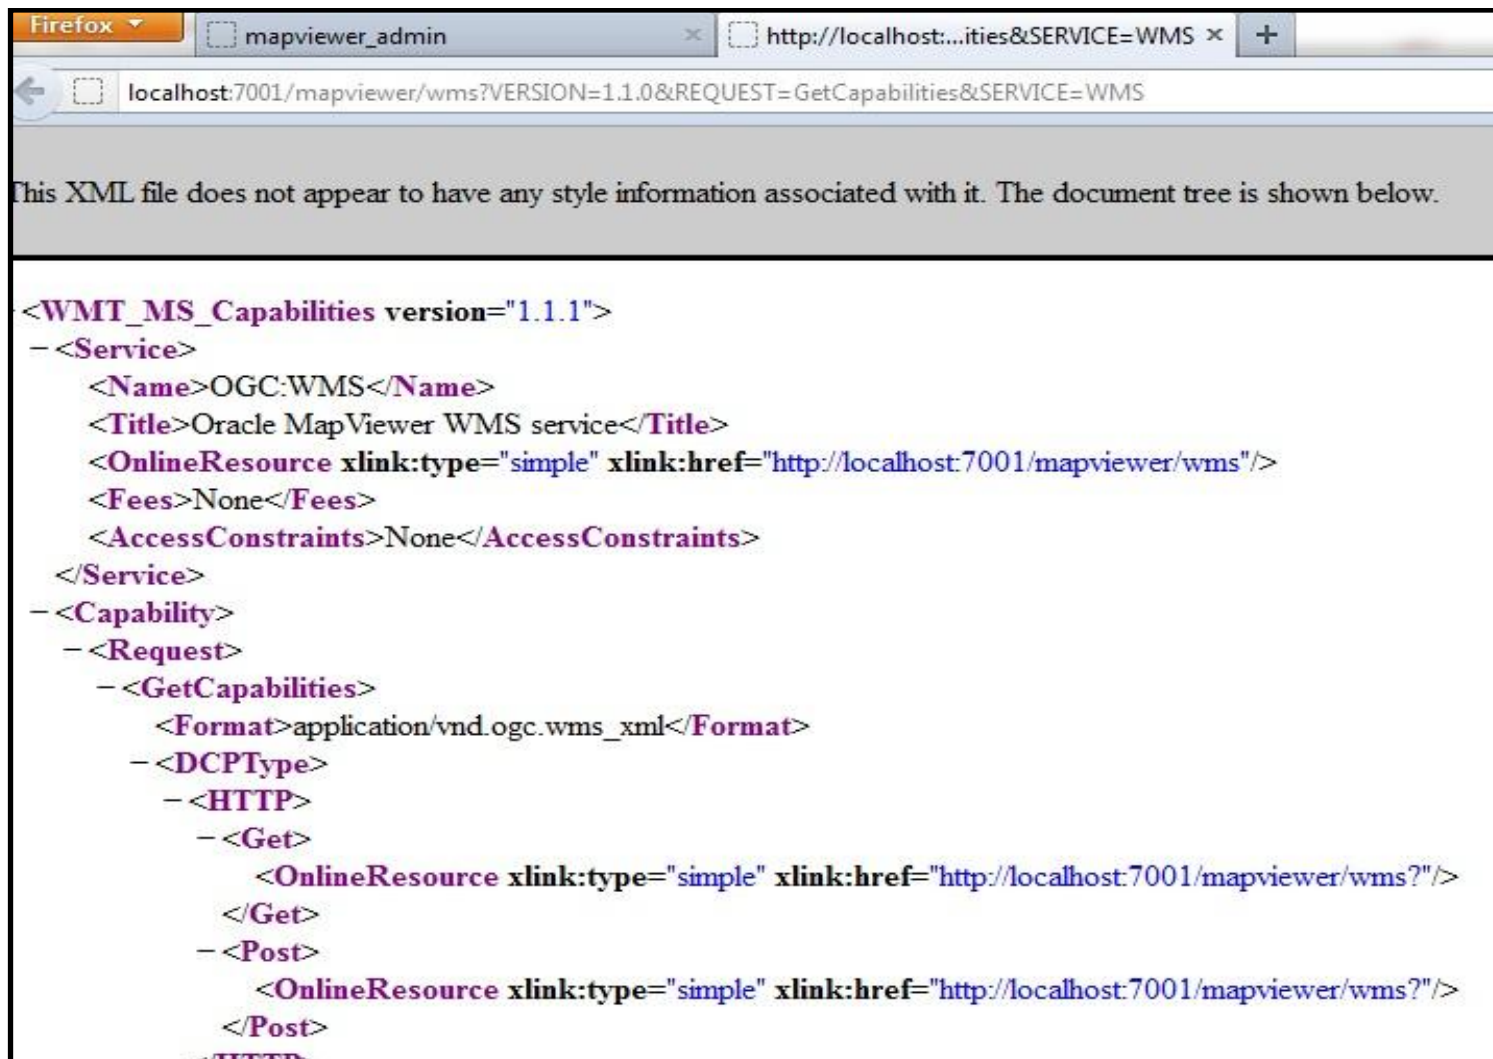 Firefox
mapviewer_admin × http://localhost:...ities&SERVICE=WMS × +
localhost:7001/mapviewer/wms?VERSION=1.1.0&REQUEST=GetCapabilities&SERVICE=WMS
This XML file does not appear to have any style information associated with it. The document tree is shown below.
-<WMT_MS_Capabilities version="1.1.1">
-<Service>
<Name>OGC:WMS</Name>
<Title>Oracle MapViewer WMS service</Title>
<OnlineResource xlink:type="simple" xlink:href="http://localhost:7001/mapviewer/wms"/>
<Fees>None</Fees>
<AccessConstraints>None</AccessConstraints>
</Service>
-<Capability>
-<Request>
-<GetCapabilities>
<Format>application/vnd.ogc.wms_xml</Format>
-<DCPType>
-<HTTP>
-<Get>
<OnlineResource xlink:type="simple" xlink:href="http://localhost:7001/mapviewer/wms?"/>
</Get>
-<Post>
<OnlineResource xlink:type="simple" xlink:href="http://localhost:7001/mapviewer/wms?"/>
</Post>
</HTTP>